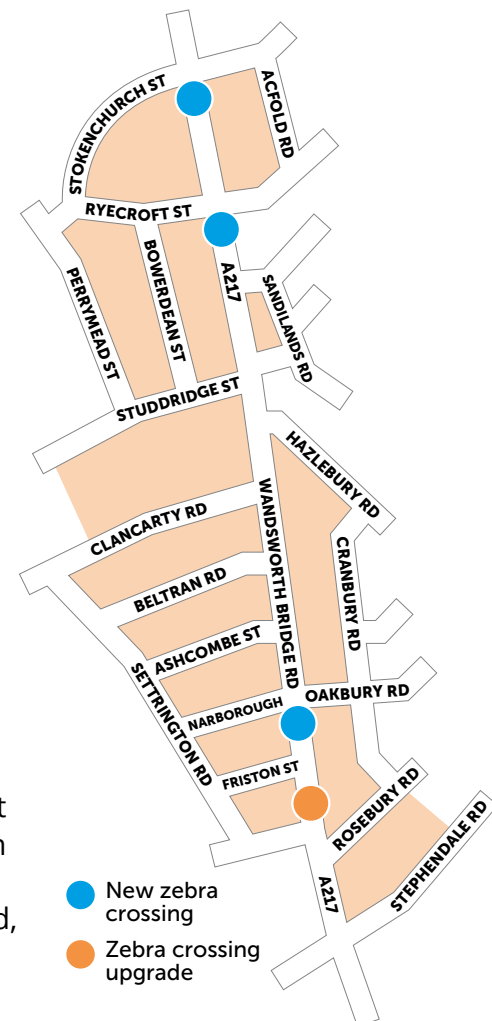 STOKENCHURCH ST
ACFOLD RD
RYECROFT ST
PERRYMEAD ST
BOWERDEAN ST
A217
SANDILANDS RD
STUDDRIDGE ST
HAZLEBURY RD
CLANCARTY RD
WANDSWORTH BRIDGE RD
CRANBURY RD
BELTRAN RD
ASHCOMBE ST
SETTRINGTON RD
NARBOROUGH
OAKBURY RD
FRISTON ST
ROSEBURY RD
STEPHENDALE RD
A217
t
n
d,
New zebra
crossing
Zebra crossing
upgrade